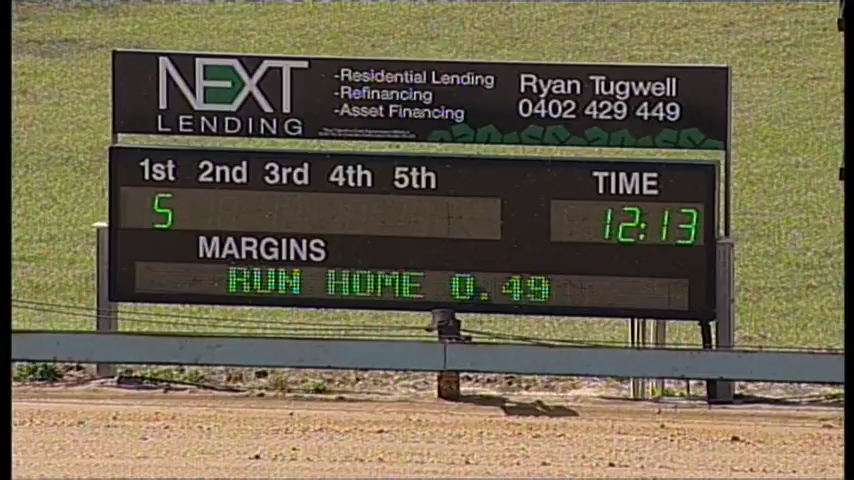 NEXT
LENDING
-Residential Lending
-Refinancing
-Asset Financing
Ryan Tugwell
0402 429 449
1st 2nd 3rd 4th 5th
TIME
5
12:13
MARGINS
RUN HOME 0.49